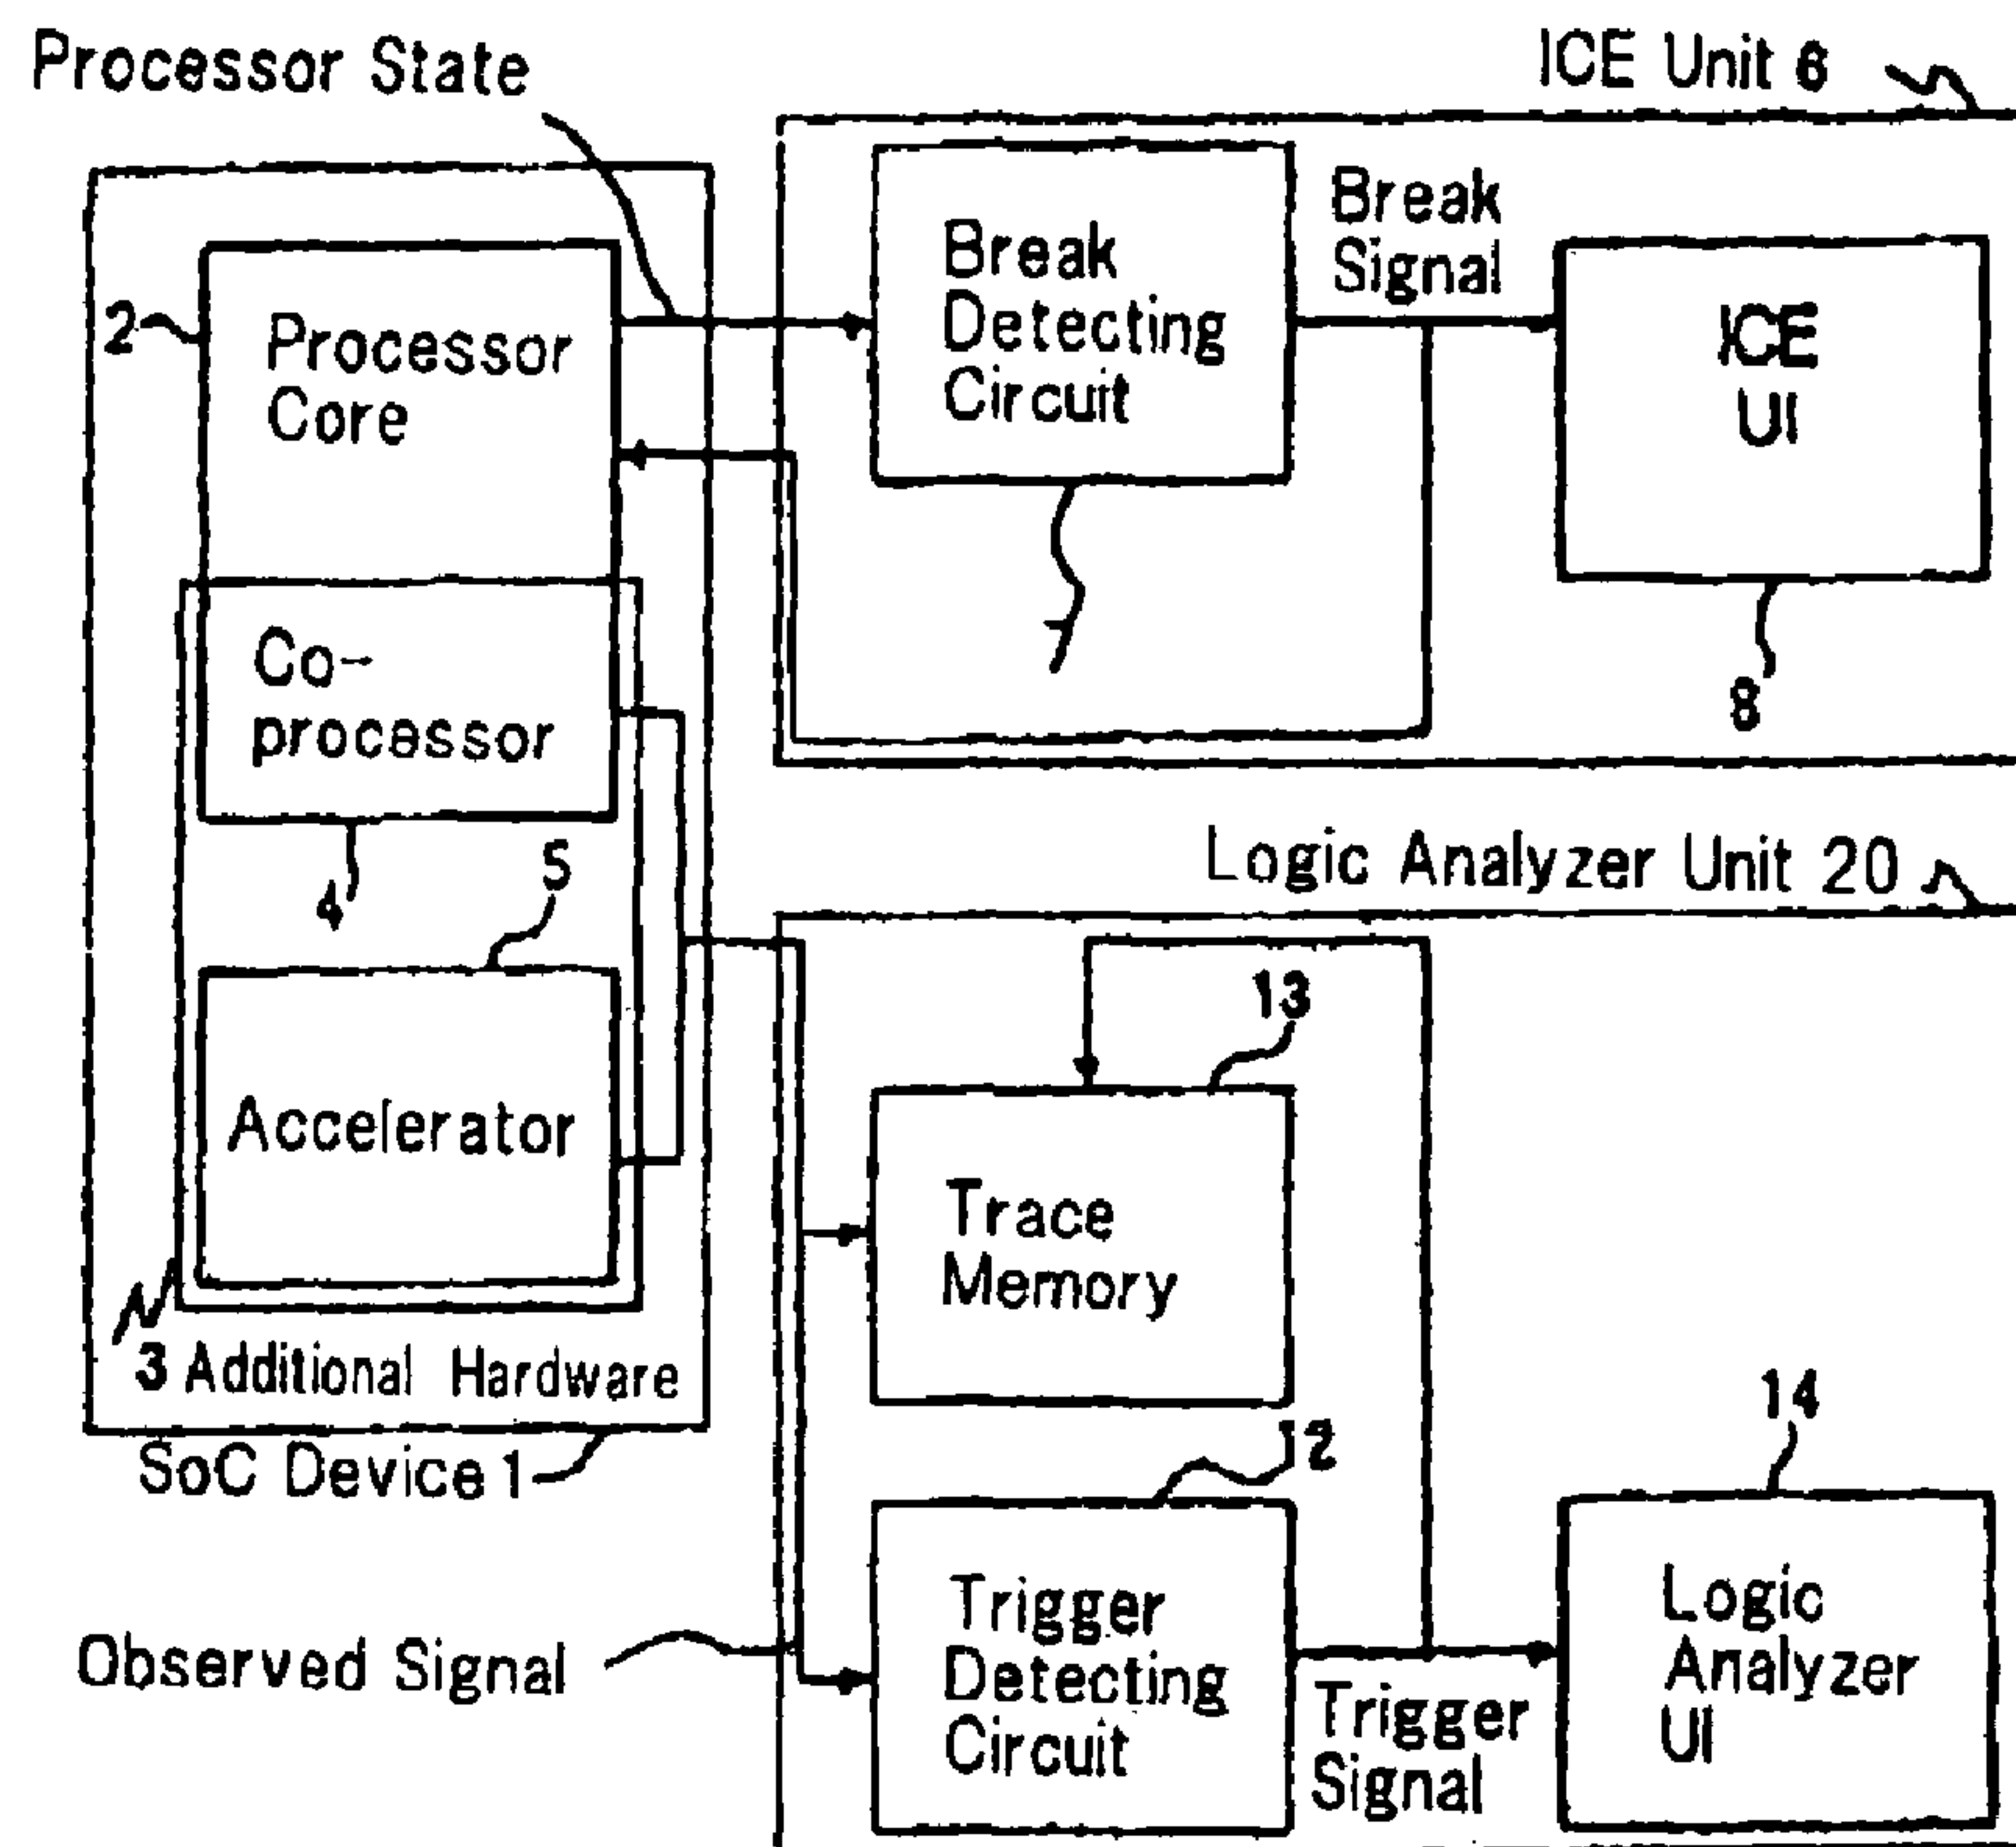 Processor State
ICE Unit 6
2
Processor
Core
Break
Detecting
Circuit
Break
Signal
ICE
UI
7
8
Co-
processor
4
5
Accelerator
3 Additional Hardware
SoC Device 1
Logic Analyzer Unit 20
13
Trace
Memory
12
Trigger
Detecting
Circuit
Observed Signal
Trigger
Signal
14
Logic
Analyzer
UI